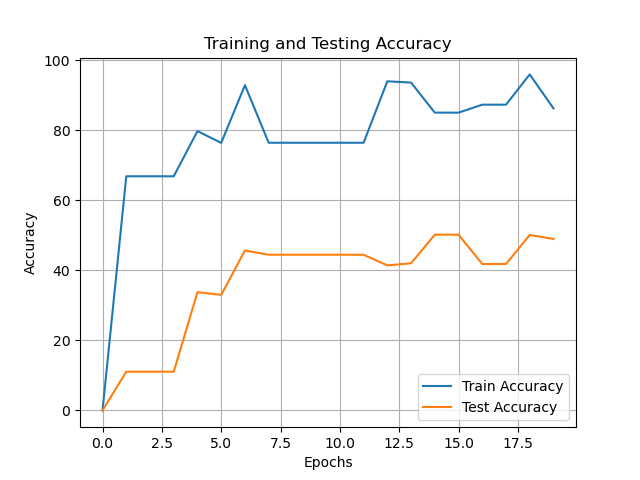 Training and Testing Accuracy
100
80
60
40
20
0
Accuracy
0.0 2.5 5.0 7.5 10.0 12.5 15.0 17.5
Epochs
Train Accuracy
Test Accuracy